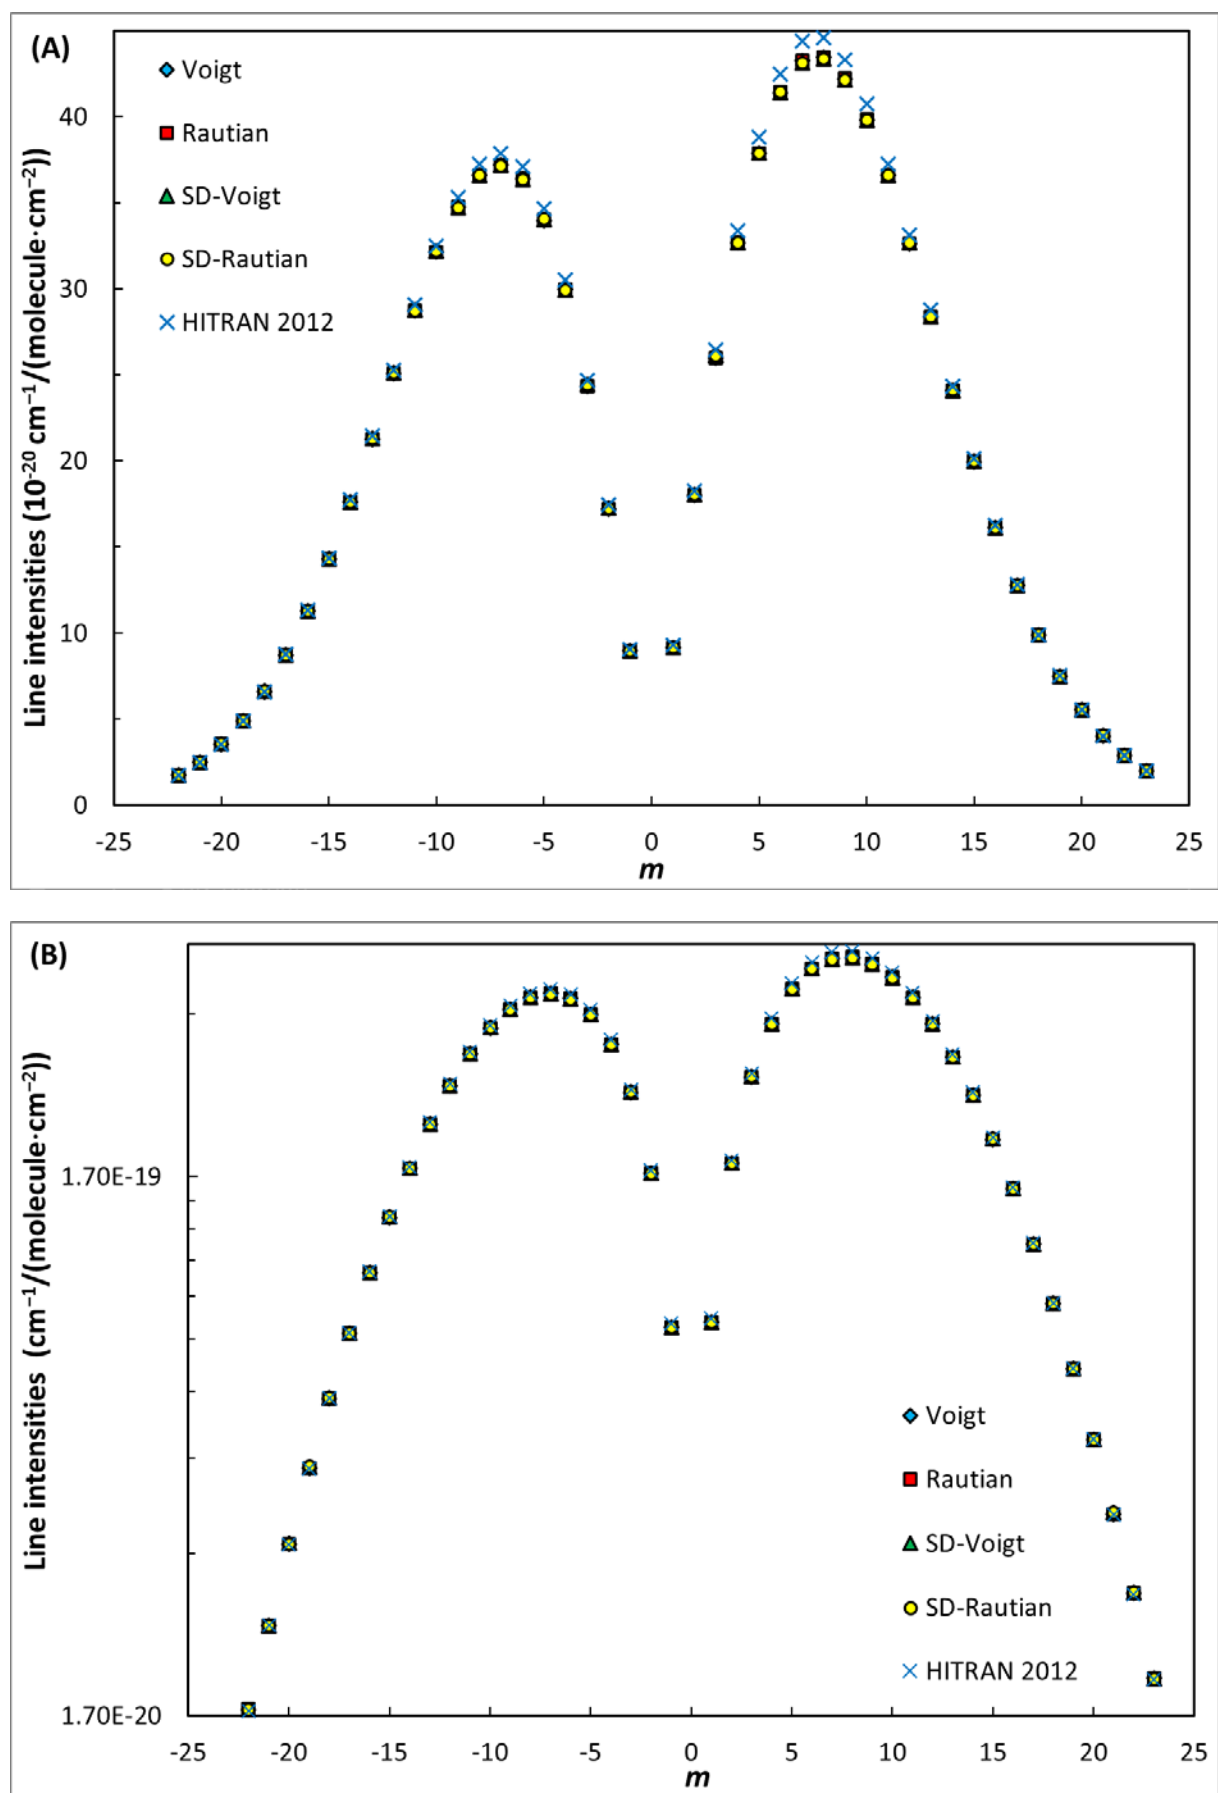 (A)
Voigt
Rautian
SD-Voigt
SD-Rautian
HITRAN 2012
Line intensities (10⁻²⁰ cm⁻¹/(molecule·cm⁻²))
40
30
20
10
0
-25 -20 -15 -10 -5 0 5 10 15 20 25
m
(B)
Line intensities (cm⁻¹/(molecule·cm⁻²))
1.70E-19
1.70E-20
Voigt
Rautian
SD-Voigt
SD-Rautian
HITRAN 2012
-25 -20 -15 -10 -5 0 5 10 15 20 25
m